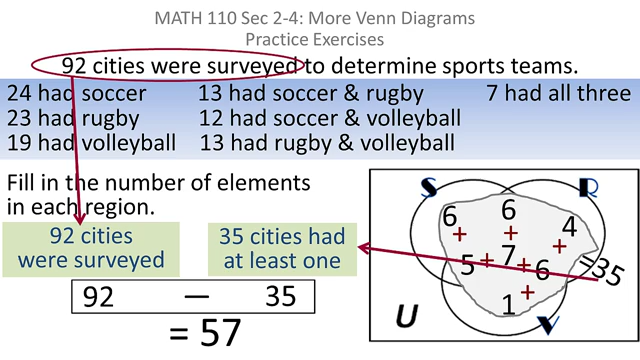 MATH 110 Sec 2-4: More Venn Diagrams
Practice Exercises
92 cities were surveyed to determine sports teams.
24 had soccer 13 had soccer & rugby 7 had all three
23 had rugby 12 had soccer & volleyball
19 had volleyball 13 had rugby & volleyball
Fill in the number of elements
in each region.
92 cities
were surveyed
35 cities had
at least one
92 — 35
= 57
S R
6 + 6 + 4
5 + 7 + 6 + =35
1
U V